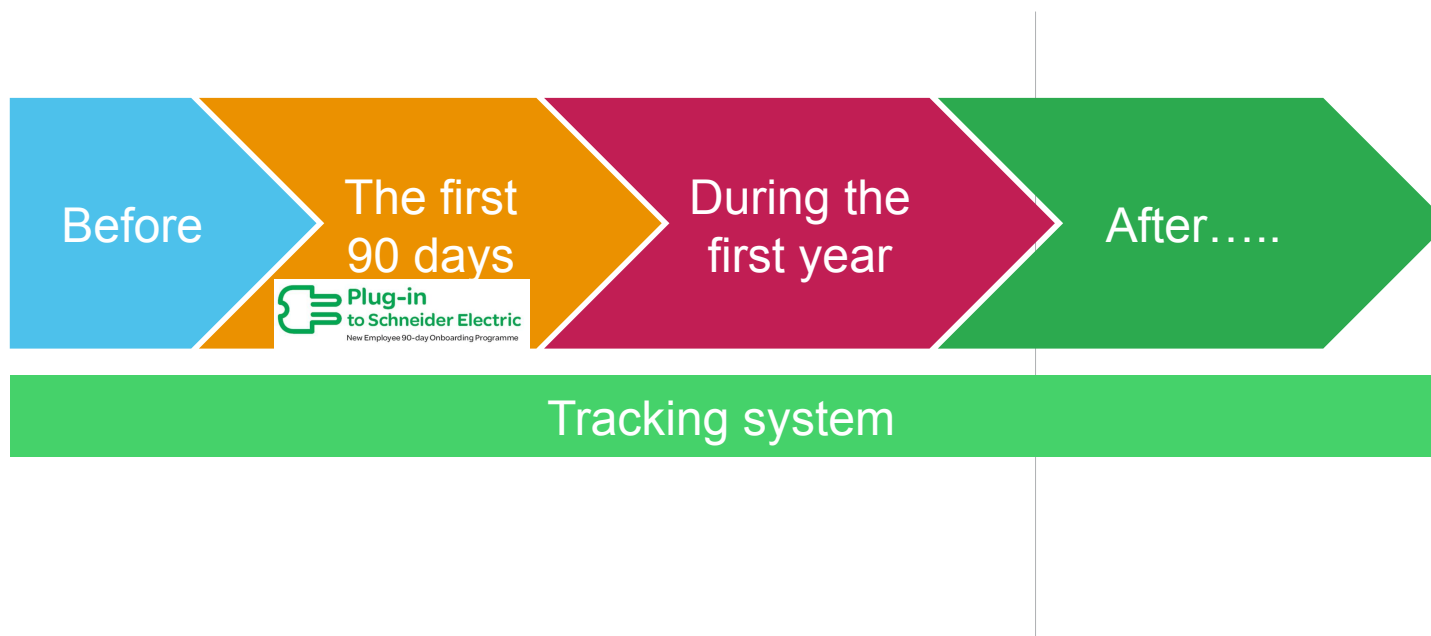 Before
The first
90 days
Plug-in
to Schneider Electric
New Employee 90-day Onboarding Programme
During the
first year
After…..
Tracking system